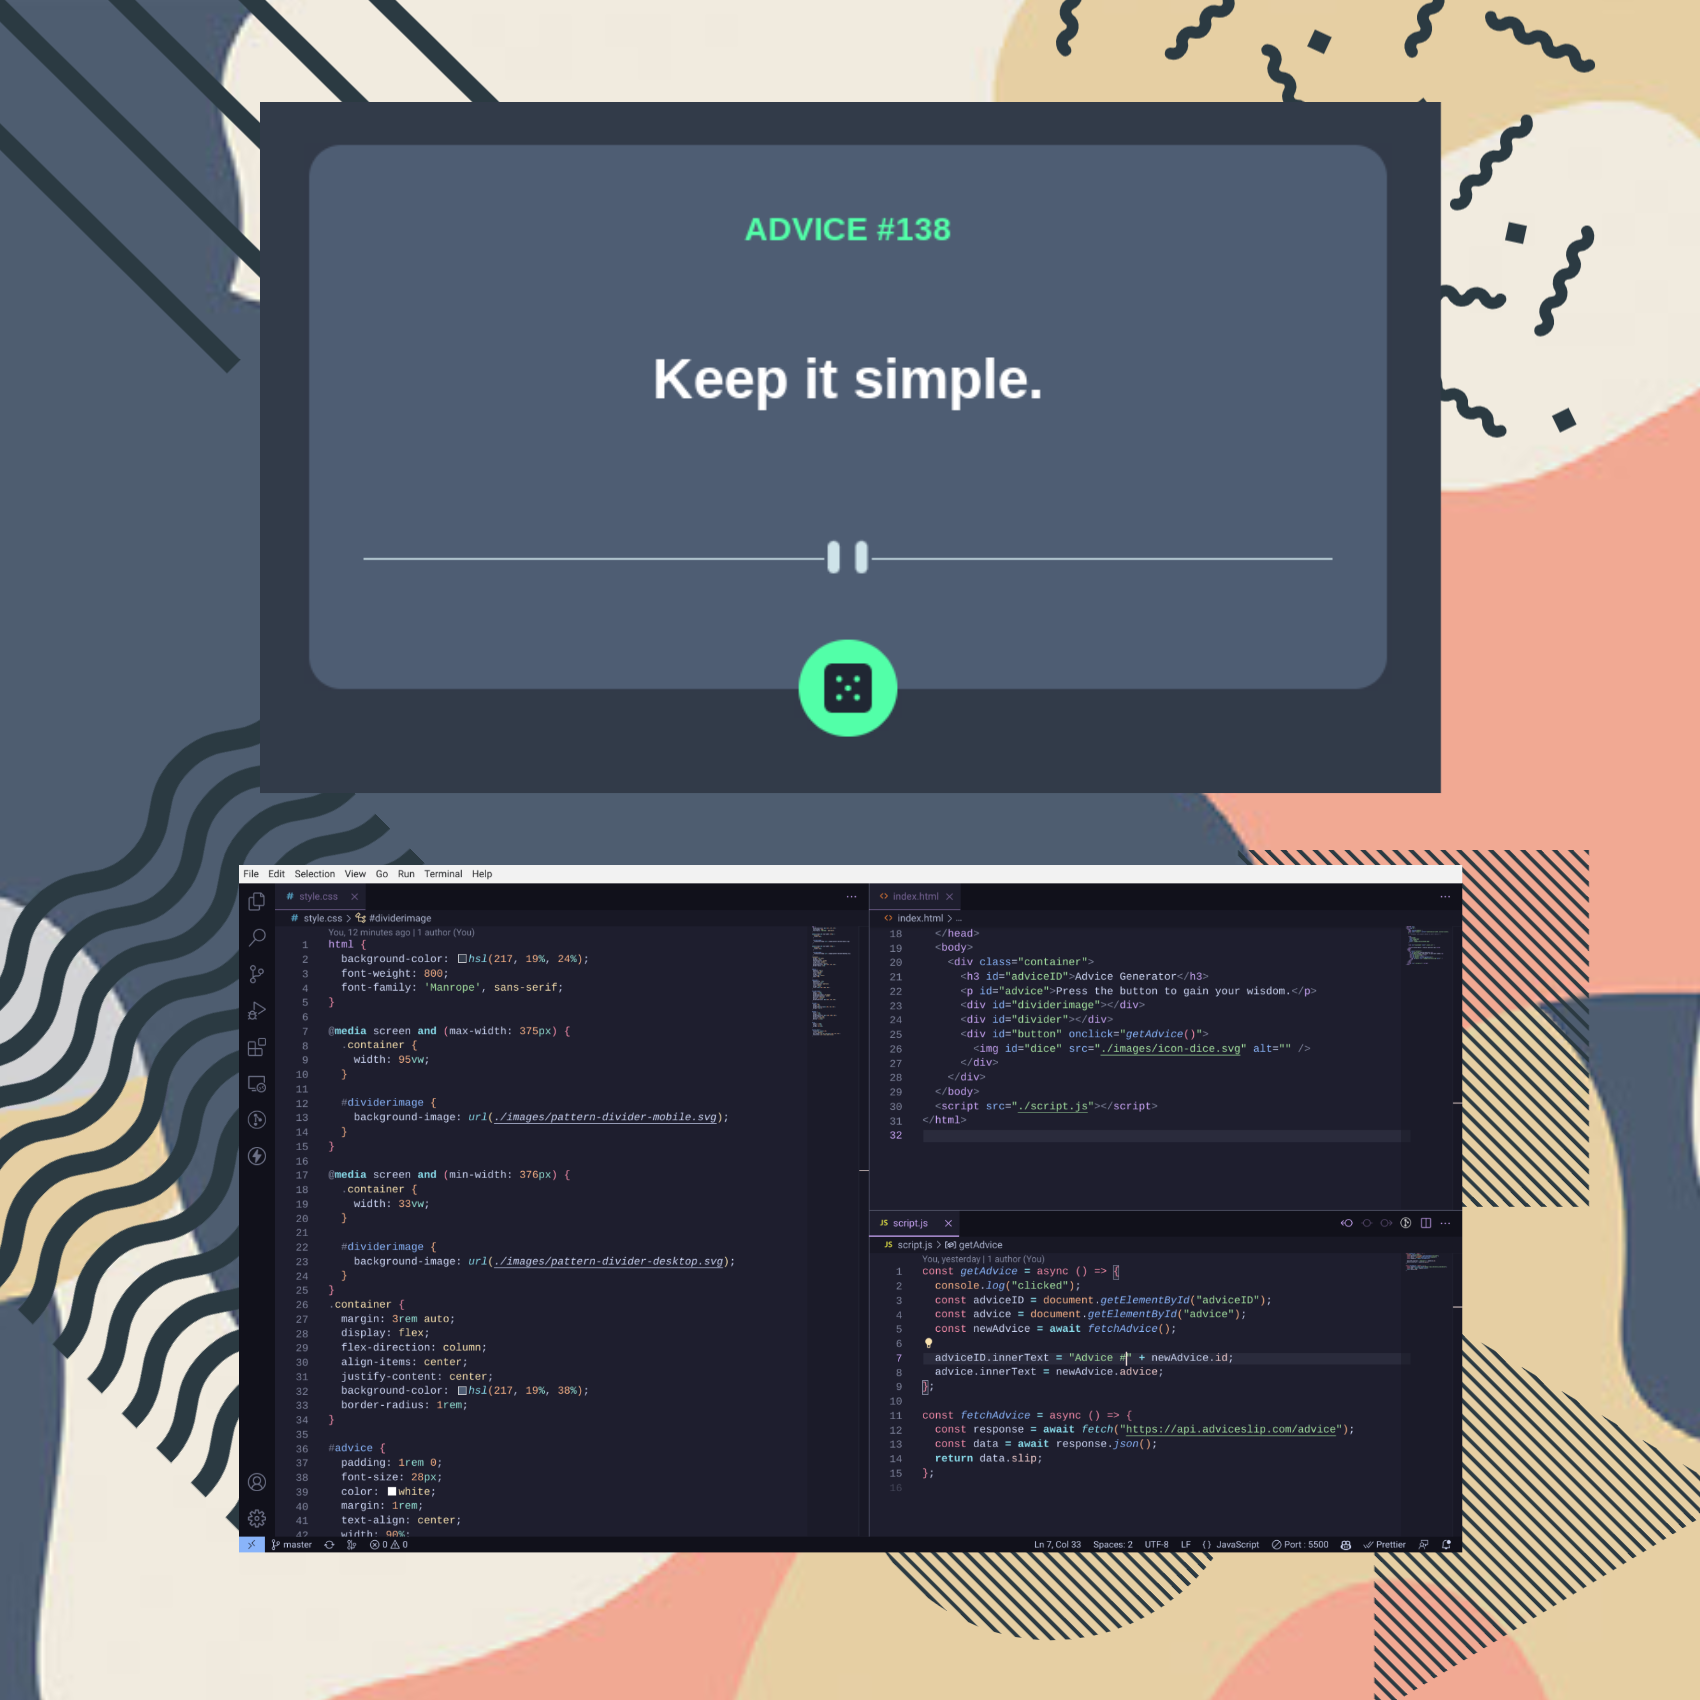 ADVICE #138
Keep it simple.
File Edit Selection View Go Run Terminal Help
# style.css ×
# style.css > #dividerimage
You, 12 minutes ago | 1 author (You)
1 html {
2 background-color: hsl(217, 19%, 24%);
3 font-weight: 800;
4 font-family: 'Manrope', sans-serif;
5 }
6
7 @media screen and (max-width: 375px) {
8 .container {
9 width: 95vw;
10 }
11
12 #dividerimage {
13 background-image: url(./images/pattern-divider-mobile.svg);
14 }
15 }
16
17 @media screen and (min-width: 376px) {
18 .container {
19 width: 33vw;
20 }
21
22 #dividerimage {
23 background-image: url(./images/pattern-divider-desktop.svg);
24 }
25 }
26 .container {
27 margin: 3rem auto;
28 display: flex;
29 flex-direction: column;
30 align-items: center;
31 justify-content: center;
32 background-color: hsl(217, 19%, 38%);
33 border-radius: 1rem;
34 }
35
36 #advice {
37 padding: 1rem 0;
38 font-size: 28px;
39 color: white;
40 margin: 1rem;
41 text-align: center;
42 width: 90%;
<> index.html ×
<> index.html > ...
18 </head>
19 <body>
20 <div class="container">
21 <h3 id="adviceID">Advice Generator</h3>
22 <p id="advice">Press the button to gain your wisdom.</p>
23 <div id="dividerimage"></div>
24 <div id="divider"></div>
25 <div id="button" onclick="getAdvice()">
26 <img id="dice" src="./images/icon-dice.svg" alt="" />
27 </div>
28 </div>
29 </body>
30 <script src="./script.js"></script>
31 </html>
32
JS script.js ×
JS script.js > getAdvice
You, yesterday | 1 author (You)
1 const getAdvice = async () => {
2 console.log("clicked");
3 const adviceID = document.getElementById("adviceID");
4 const advice = document.getElementById("advice");
5 const newAdvice = await fetchAdvice();
6
7 adviceID.innerText = "Advice #" + newAdvice.id;
8 advice.innerText = newAdvice.advice;
9 };
10
11 const fetchAdvice = async () => {
12 const response = await fetch("https://api.adviceslip.com/advice");
13 const data = await response.json();
14 return data.slip;
15 };
16
master 0 0 Ln 7, Col 33 Spaces: 2 UTF-8 LF {} JavaScript Port : 5500 Prettier